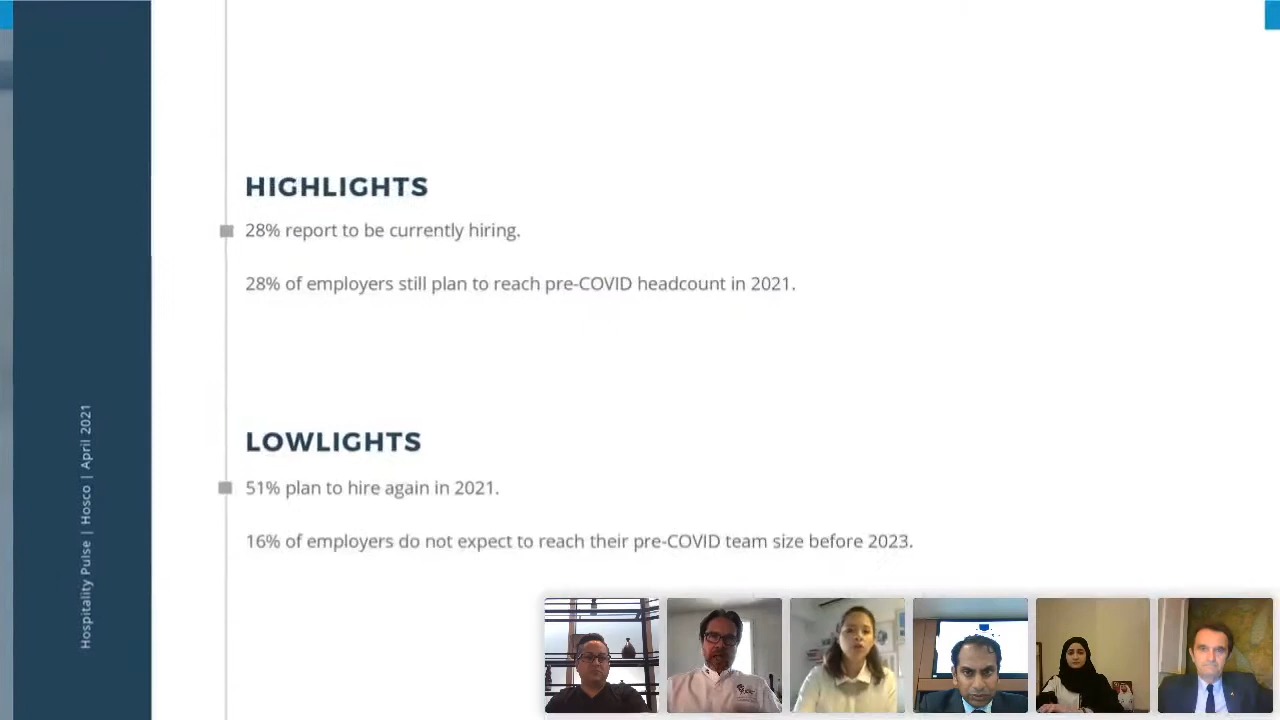 HIGHLIGHTS
28% report to be currently hiring.
28% of employers still plan to reach pre-COVID headcount in 2021.
LOWLIGHTS
51% plan to hire again in 2021.
16% of employers do not expect to reach their pre-COVID team size before 2023.
Hospitality Pulse | Hosco | April 2021